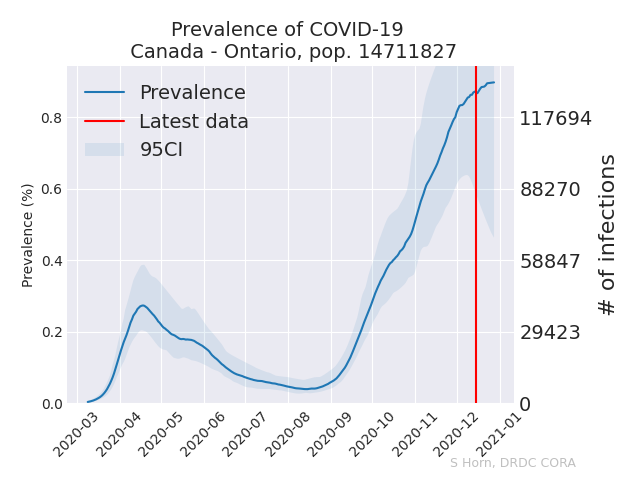 Prevalence of COVID-19
Canada - Ontario, pop. 14711827
Prevalence
Latest data
95CI
Prevalence (%)
0.8
0.6
0.4
0.2
0.0
117694
88270
58847
29423
0
# of infections
2020-03
2020-04
2020-05
2020-06
2020-07
2020-08
2020-09
2020-10
2020-11
2020-12
2021-01
S Horn, DRDC CORA